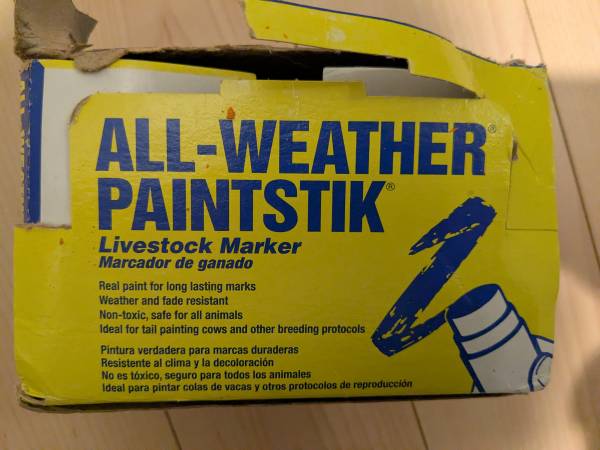 ALL-WEATHER®
PAINTSTIK®
Livestock Marker
Marcador de ganado
Real paint for long lasting marks
Weather and fade resistant
Non-toxic, safe for all animals
Ideal for tail painting cows and other breeding protocols
Pintura verdadera para marcas duraderas
Resistente al clima y la decoloración
No es tóxico, seguro para todos los animales
Ideal para pintar colas de vacas y otros protocolos de reproducción